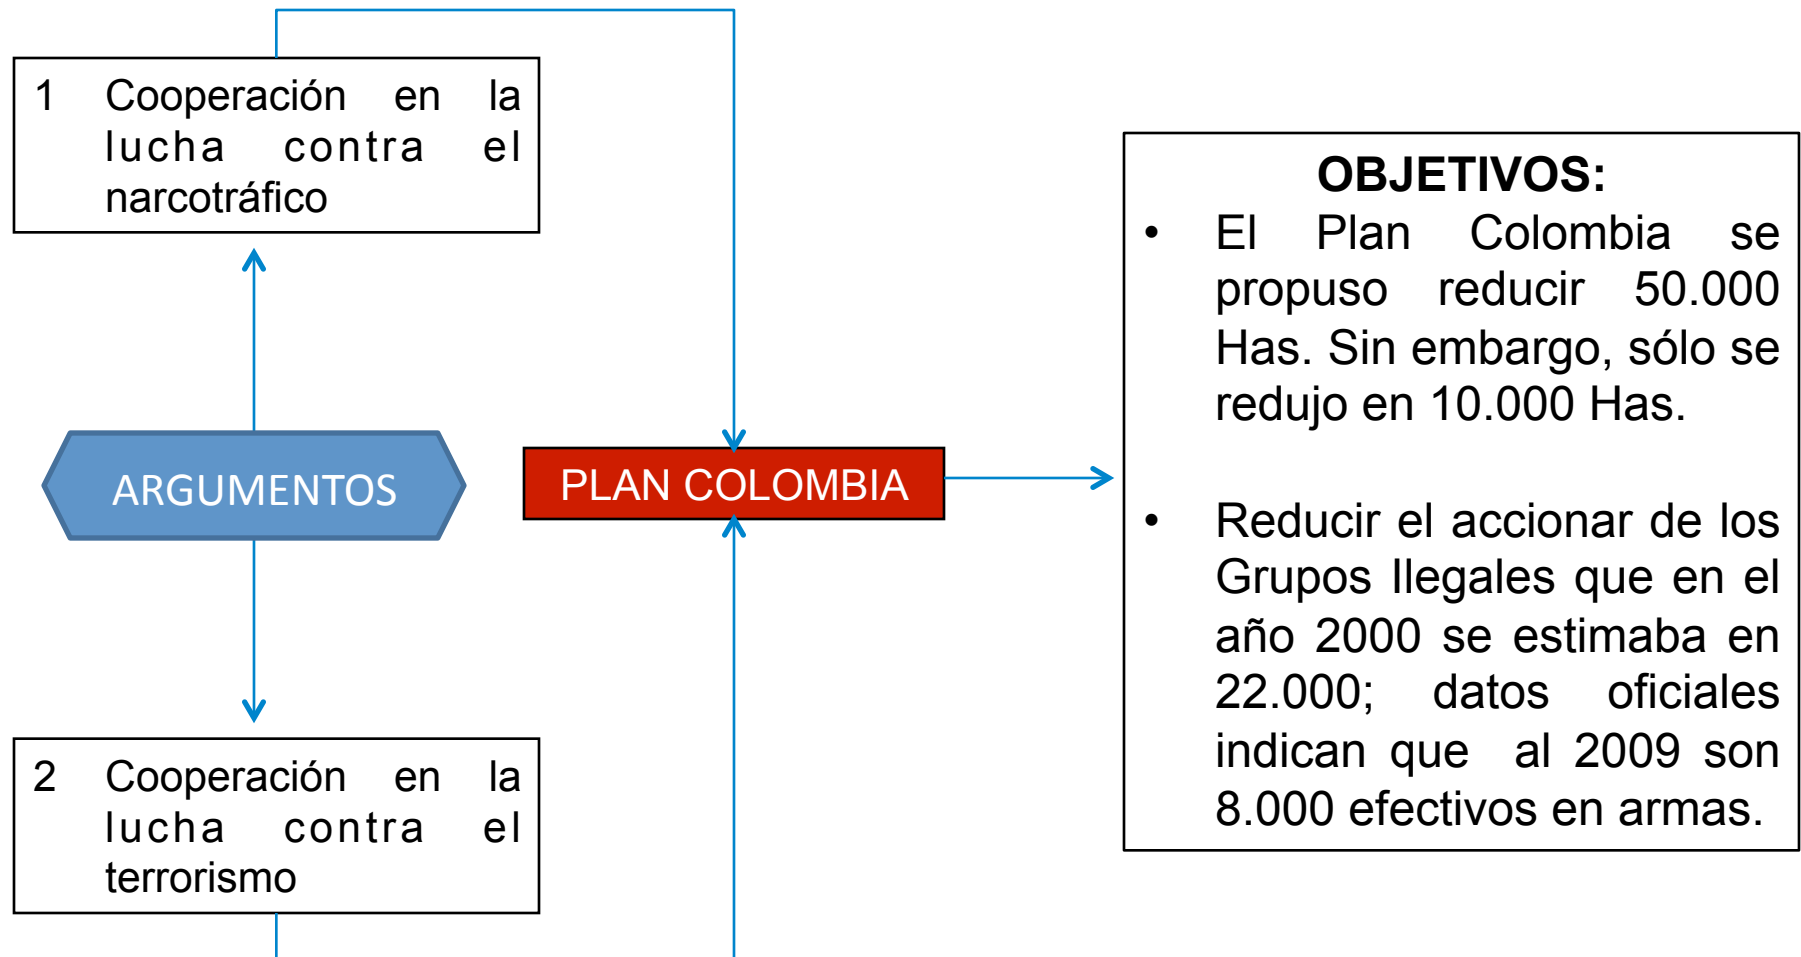 1 Cooperación en la
lucha contra el
narcotráfico
ARGUMENTOS
2 Cooperación en la
lucha contra el
terrorismo
PLAN COLOMBIA
OBJETIVOS:
• El Plan Colombia se
propuso reducir 50.000
Has. Sin embargo, sólo se
redujo en 10.000 Has.
• Reducir el accionar de los
Grupos Ilegales que en el
año 2000 se estimaba en
22.000; datos oficiales
indican que al 2009 son
8.000 efectivos en armas.